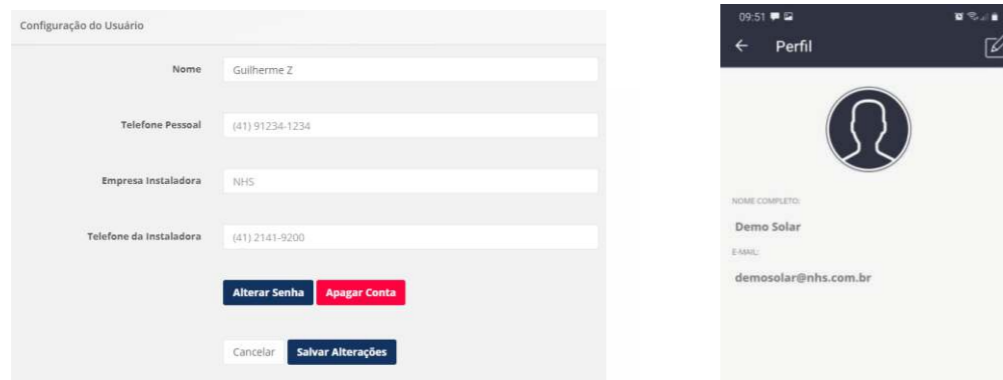 Configuração do Usuário
Nome
Guilherme Z
Telefone Pessoal
(41) 91234-1234
Empresa Instaladora
NHS
Telefone da Instaladora
(41) 2141-9200
Alterar Senha
Apagar Conta
Cancelar
Salvar Alterações
09:51
Perfil
NOME COMPLETO:
Demo Solar
E-MAIL:
demosolar@nhs.com.br